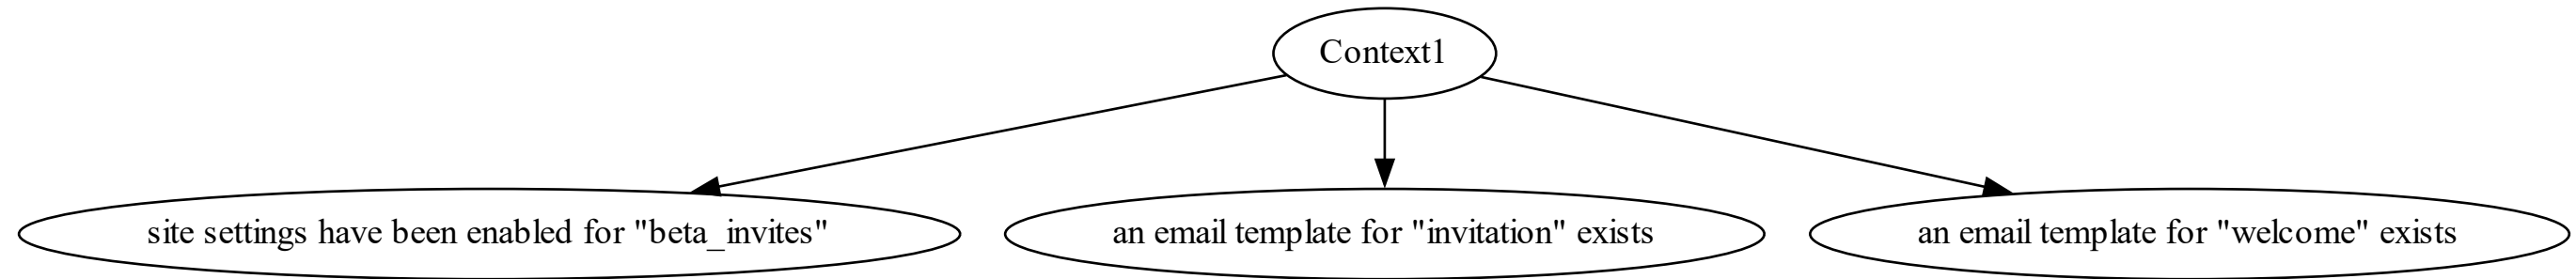 Context1
site settings have been enabled for "beta_invites"
an email template for "invitation" exists
an email template for "welcome" exists